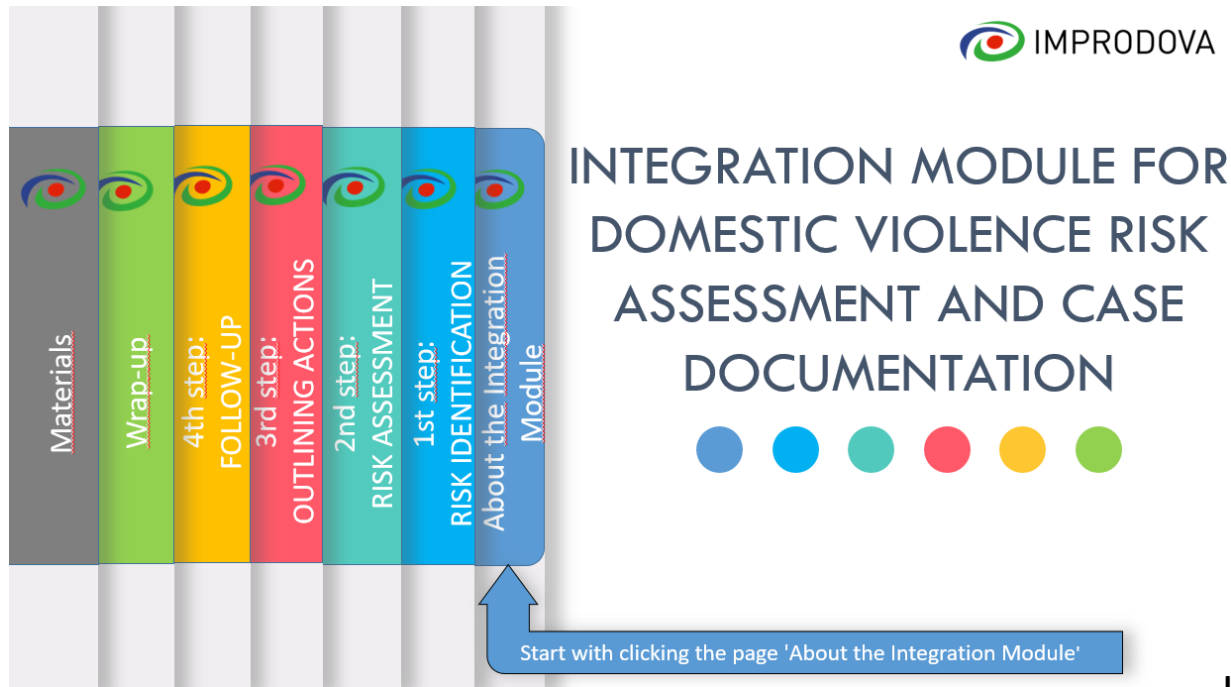 IMPRODOVA
INTEGRATION MODULE FOR
DOMESTIC VIOLENCE RISK
ASSESSMENT AND CASE
DOCUMENTATION
Materials
Wrap-up
4th step:
FOLLOW-UP
3rd step:
OUTLINING ACTIONS
2nd step:
RISK ASSESSMENT
1st step:
RISK IDENTIFICATION
About the Integration
Module
Start with clicking the page 'About the Integration Module'